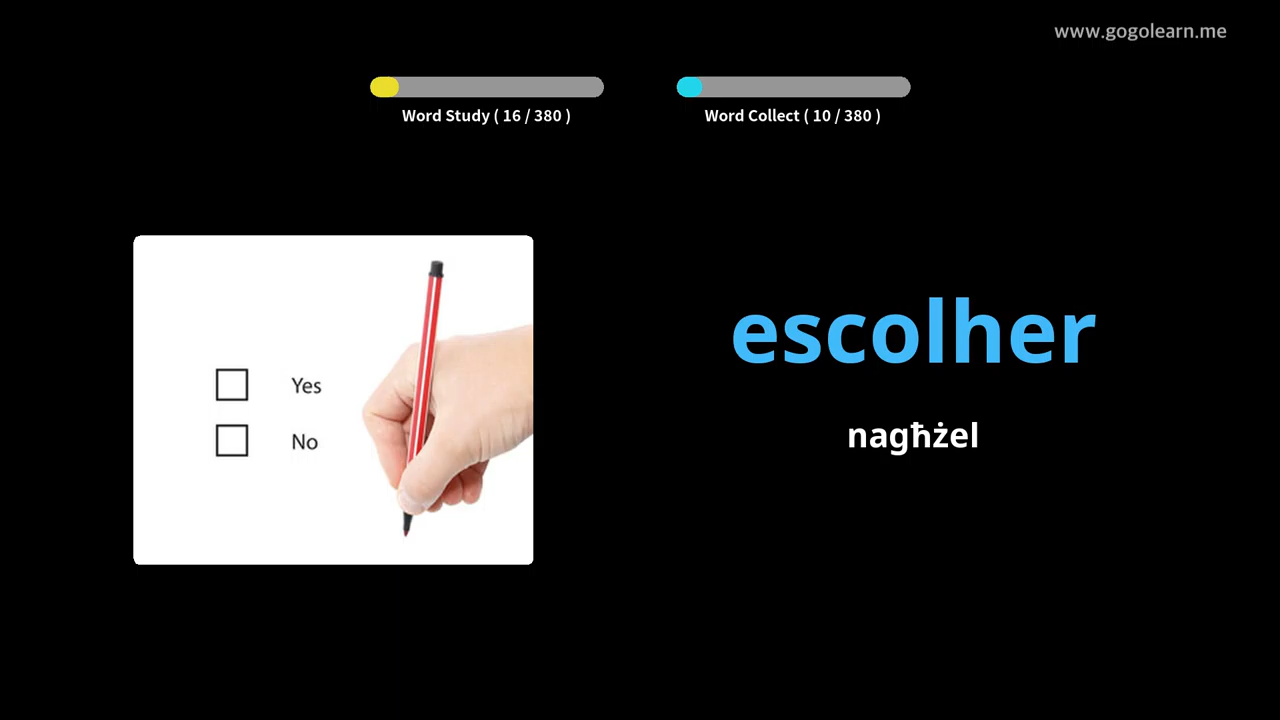 www.gogolearn.me
Word Study ( 16 / 380 )
Word Collect ( 10 / 380 )
Yes
No
escolher
nagħżel